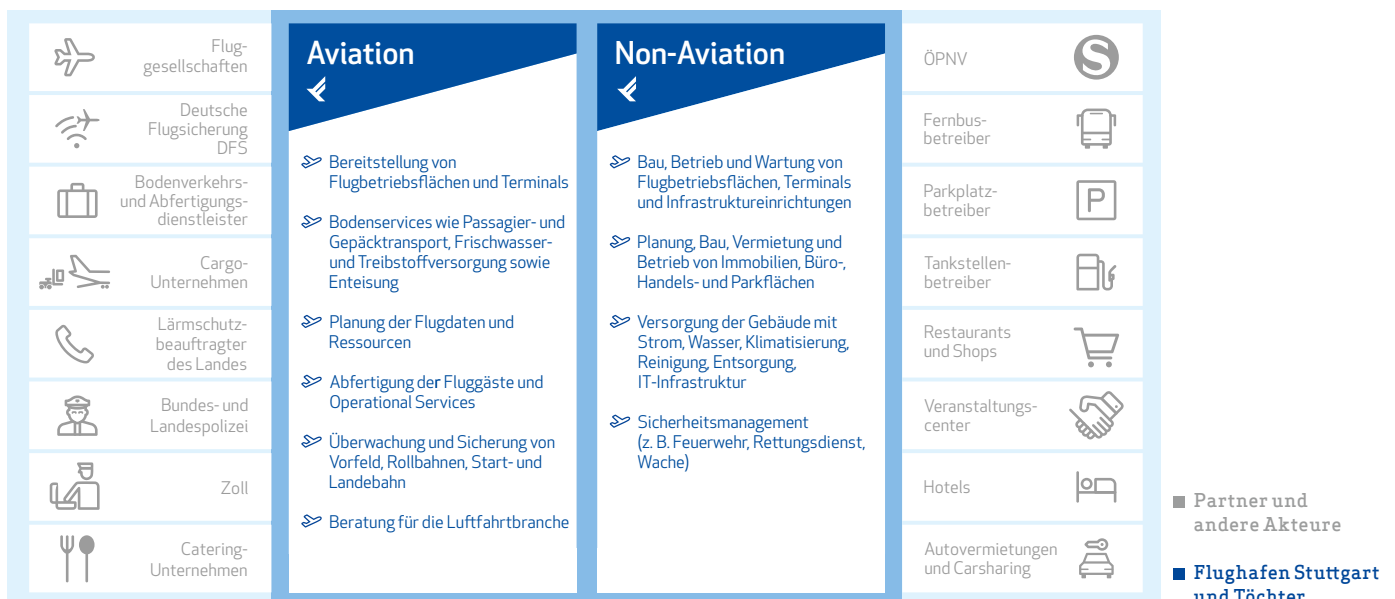 Flug-
gesellschaften
Deutsche
Flugsicherung
DFS
Bodenverkehrs-
und Abfertigungs-
dienstleister
Cargo-
Unternehmen
Lärmschutz-
beauftragter
des Landes
Bundes- und
Landespolizei
Zoll
Catering-
Unternehmen
Aviation
Bereitstellung von
Flugbetriebsflächen und Terminals
Bodenservices wie Passagier- und
Gepäcktransport, Frischwasser-
und Treibstoffversorgung sowie
Enteisung
Planung der Flugdaten und
Ressourcen
Abfertigung der Fluggäste und
Operational Services
Überwachung und Sicherung von
Vorfeld, Rollbahnen, Start- und
Landebahn
Beratung für die Luftfahrtbranche
Non-Aviation
Bau, Betrieb und Wartung von
Flugbetriebsflächen, Terminals
und Infrastruktureinrichtungen
Planung, Bau, Vermietung und
Betrieb von Immobilien, Büro-,
Handels- und Parkflächen
Versorgung der Gebäude mit
Strom, Wasser, Klimatisierung,
Reinigung, Entsorgung,
IT-Infrastruktur
Sicherheitsmanagement
(z. B. Feuerwehr, Rettungsdienst,
Wache)
ÖPNV
S
Fernbus-
betreiber
Parkplatz-
betreiber
P
Tankstellen-
betreiber
Restaurants
und Shops
Veranstaltungs-
center
Hotels
Autovermietungen
und Carsharing
Partner und
andere Akteure
Flughafen Stuttgart
und Töchter